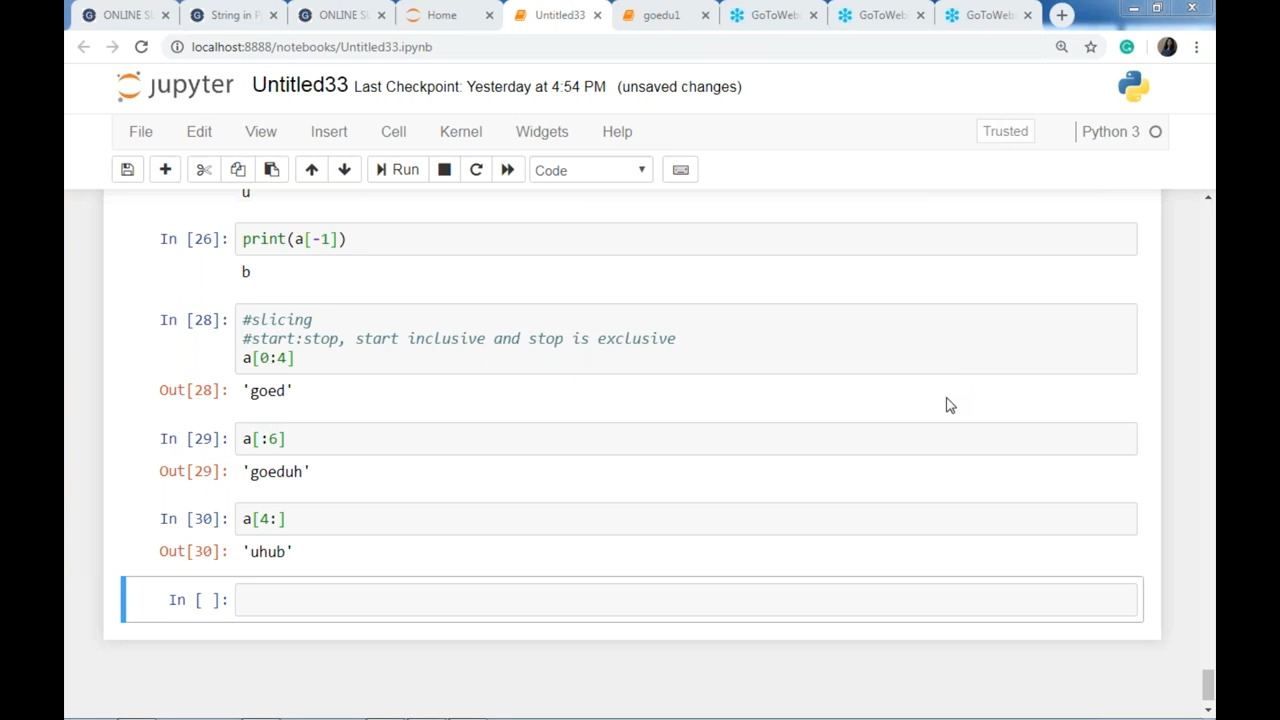 ONLINE SL
String in P
ONLINE SL
Home
Untitled33
goedu1
GoToWeb
GoToWeb
GoToWeb
localhost:8888/notebooks/Untitled33.ipynb
jupyter Untitled33 Last Checkpoint: Yesterday at 4:54 PM (unsaved changes)
File Edit View Insert Cell Kernel Widgets Help Trusted Python 3
Run Code
u
In [26]: print(a[-1])
b
In [28]: #slicing
#start:stop, start inclusive and stop is exclusive
a[0:4]
Out[28]: 'goed'
In [29]: a[:6]
Out[29]: 'goeduh'
In [30]: a[4:]
Out[30]: 'uhub'
In [ ]: